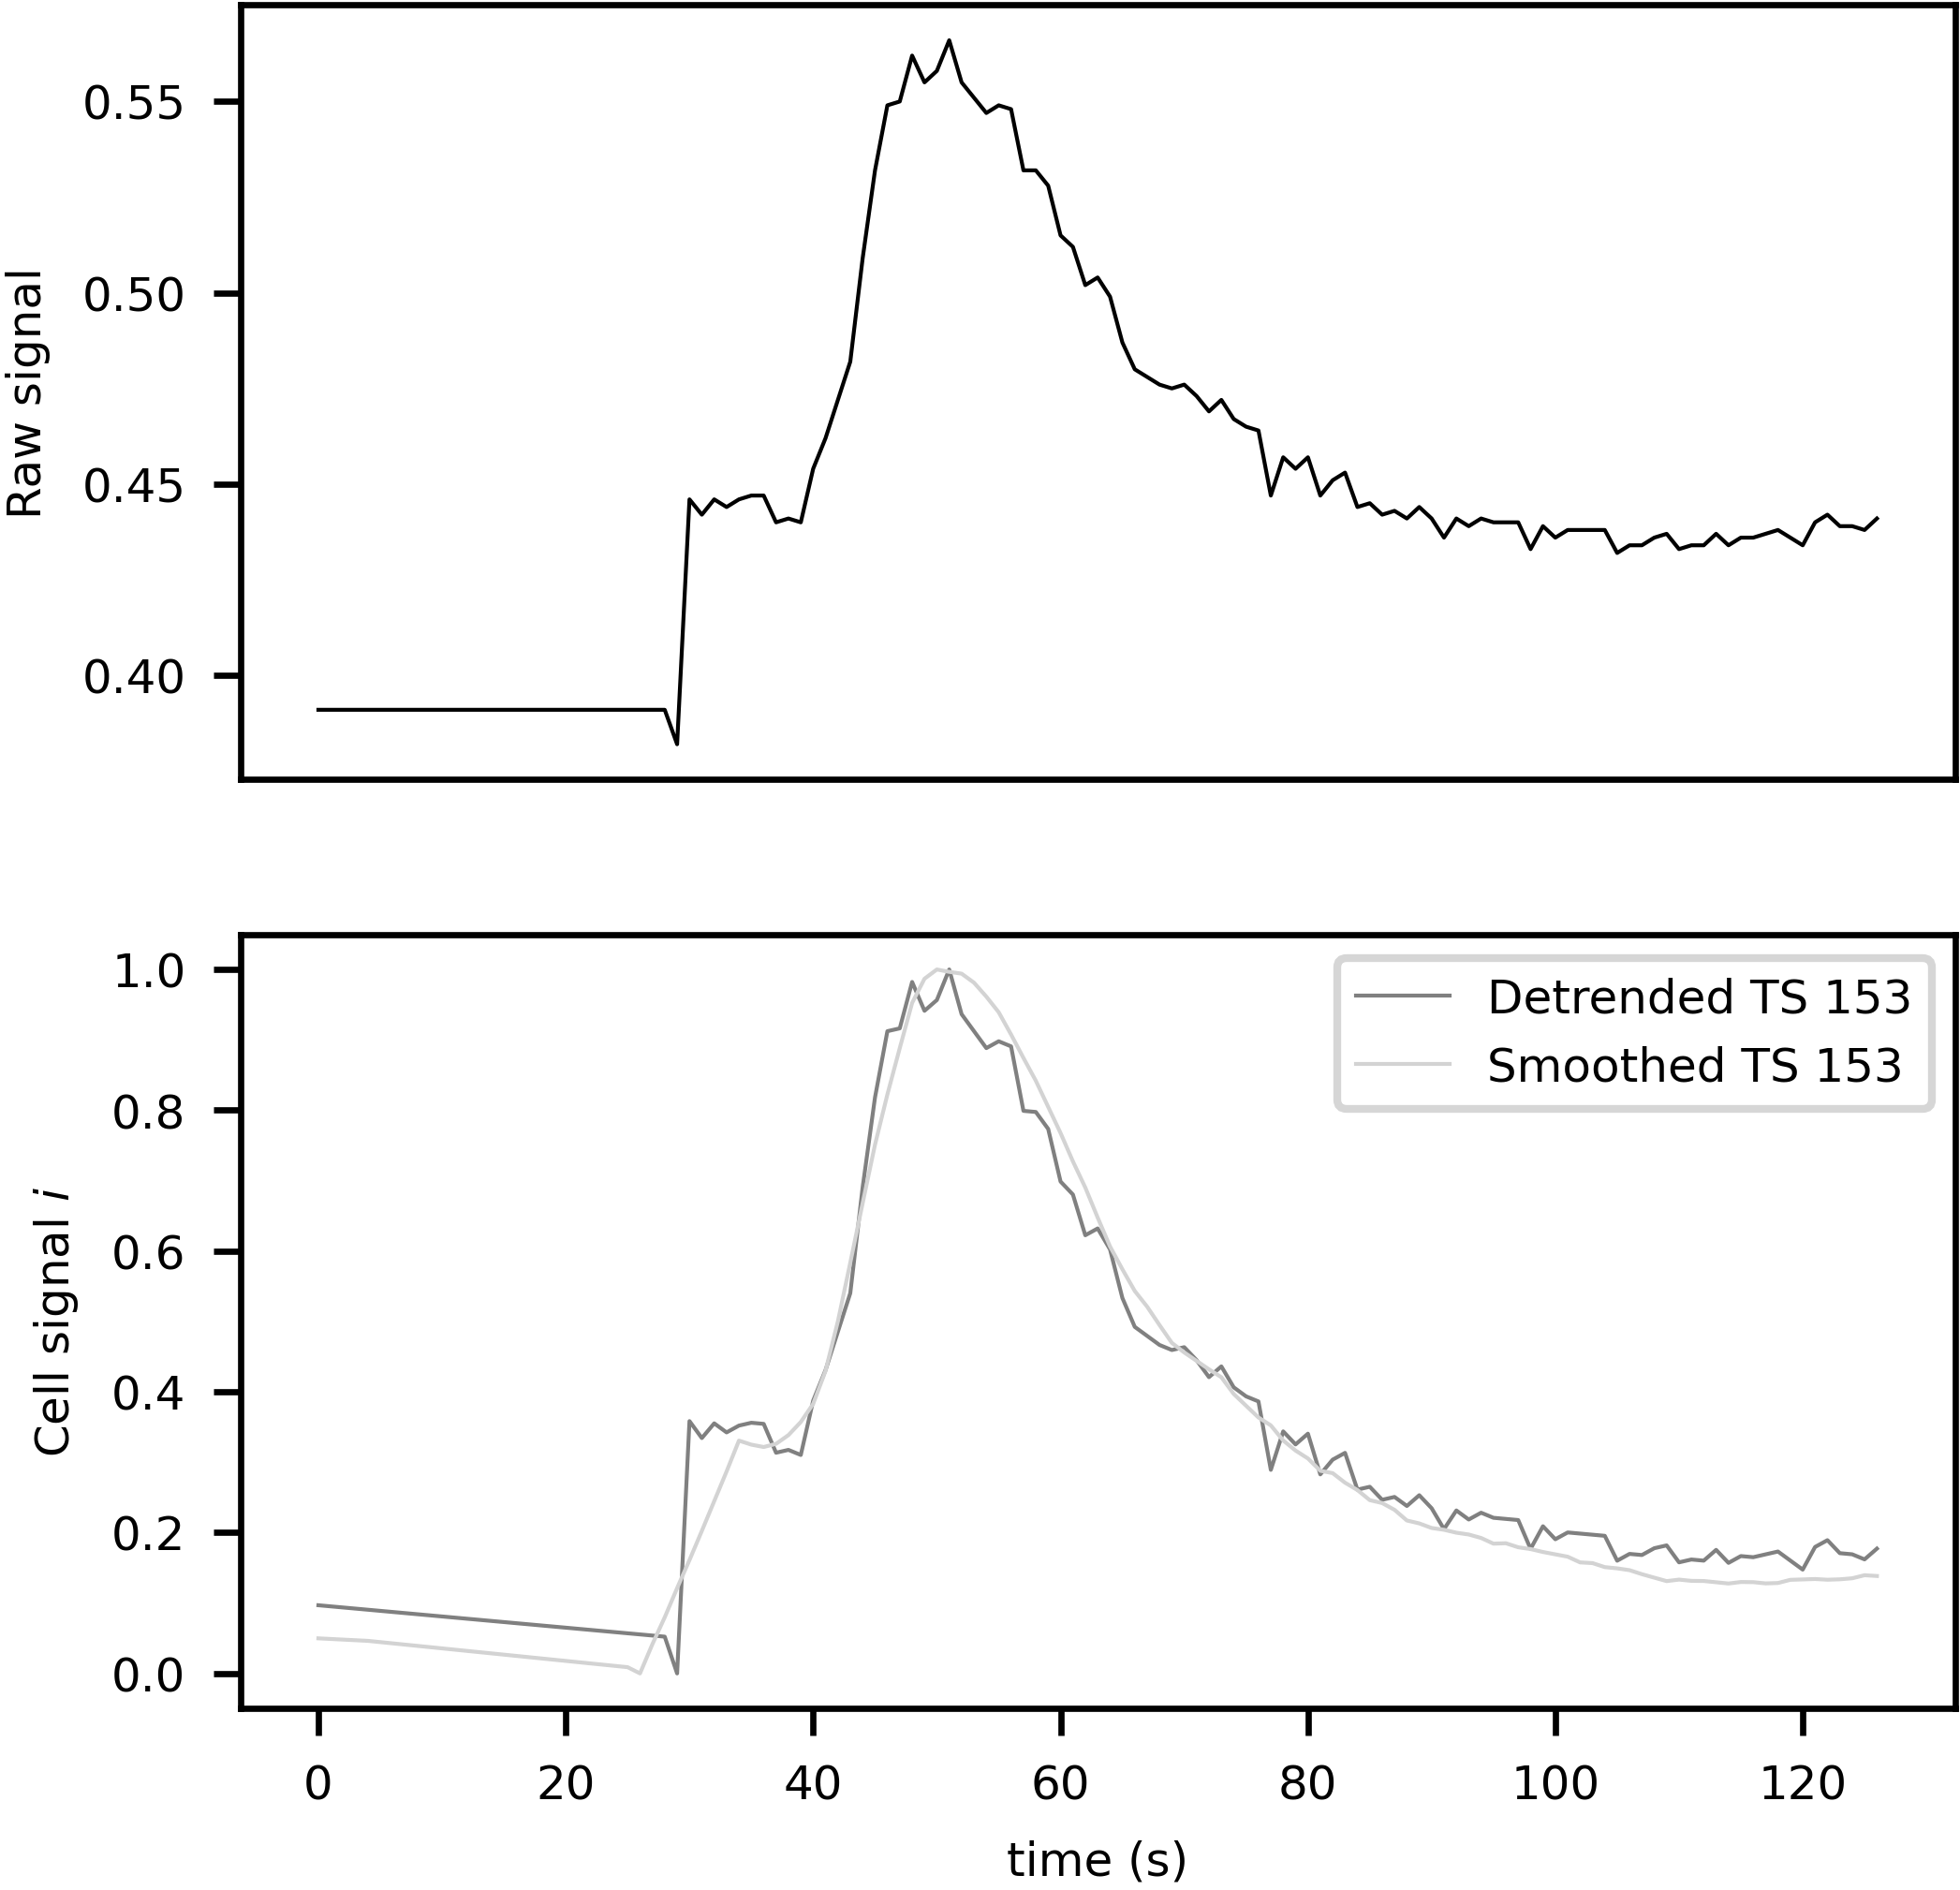 Raw signal
0.55
0.50
0.45
0.40
Cell signal i
1.0
0.8
0.6
0.4
0.2
0.0
Detrended TS 153
Smoothed TS 153
0 20 40 60 80 100 120
time (s)